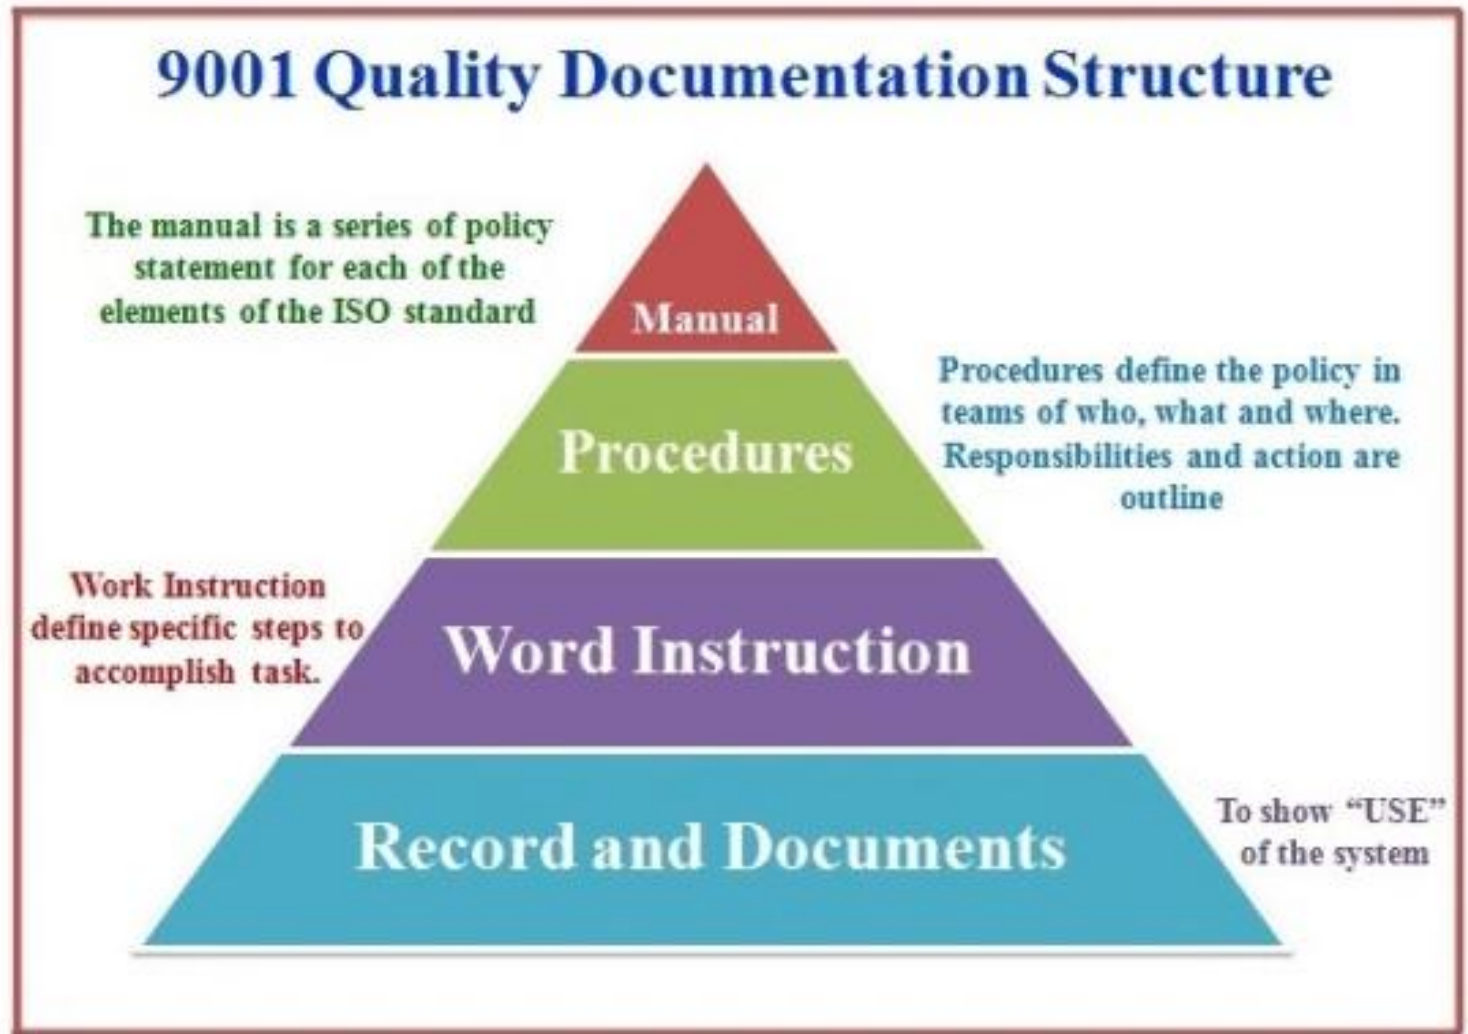 9001 Quality Documentation Structure
The manual is a series of policy
statement for each of the
elements of the ISO standard
Manual
Procedures define the policy in
teams of who, what and where.
Responsibilities and action are
outline
Procedures
Work Instruction
define specific steps to
accomplish task.
Word Instruction
To show “USE”
of the system
Record and Documents